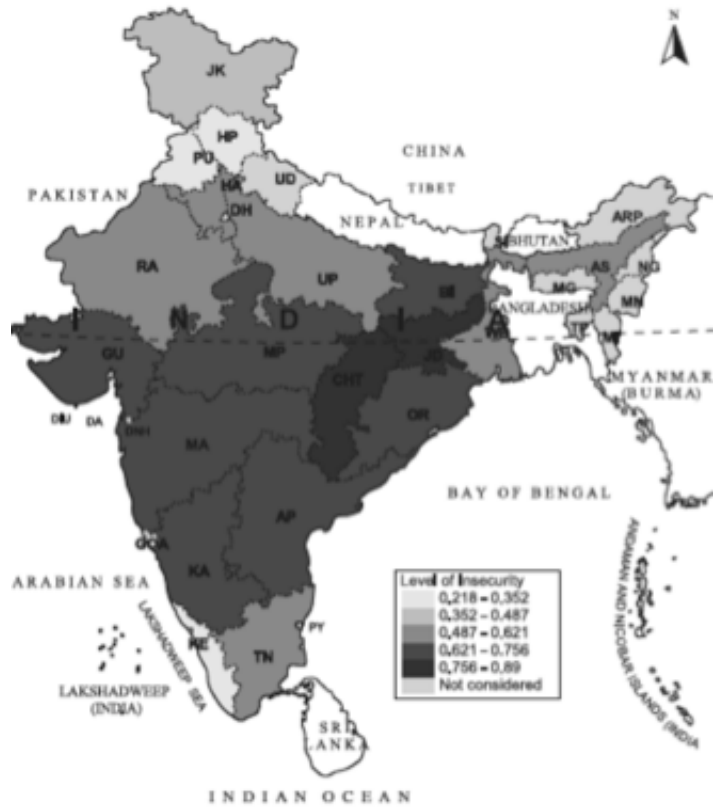 N
JK
HP
PU
CHINA
HA
UD
TIBET
PAKISTAN
DH
NEPAL
ARP
BHUTAN
RA
UP
AS
NG
MG
MN
BANGLADESH
I N D I A
GU
MP
CHT
MYANMAR
(BURMA)
OR
DIU
DA
DNH
MA
BAY OF BENGAL
AP
GOA
KA
ARABIAN SEA
ANDAMAN AND NICOBAR ISLANDS (INDIA
LAKSHADWEEP SEA
KE
PY
TN
LAKSHADWEEP
(INDIA)
Level of Insecurity
0.218 - 0.352
0.352 - 0.487
0.487 - 0.621
0.621 - 0.756
0.756 - 0.89
Not considered
SRI
LANKA
INDIAN OCEAN